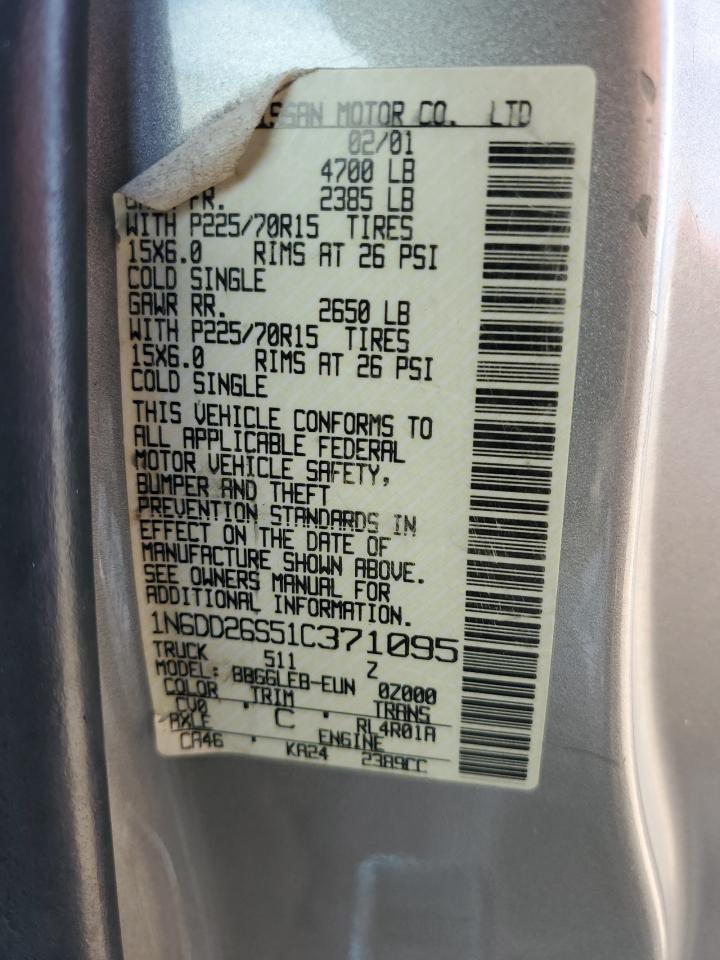 MOTOR CO. LTD
02/01
4700 LB
FR. 2385 LB
WITH P225/70R15 TIRES
15X6.0 RIMS AT 26 PSI
COLD SINGLE
GAWR RR. 2650 LB
WITH P225/70R15 TIRES
15X6.0 RIMS AT 26 PSI
COLD SINGLE
THIS VEHICLE CONFORMS TO
ALL APPLICABLE FEDERAL
MOTOR VEHICLE SAFETY,
BUMPER AND THEFT
PREVENTION STANDARDS IN
EFFECT ON THE DATE OF
MANUFACTURE SHOWN ABOVE.
SEE OWNERS MANUAL FOR
ADDITIONAL INFORMATION.
1N6DD26S51C371095
TRUCK 511 Z
MODEL: BBGGLEB-EUN 0Z000
COLOR TRIM TRANS
CV0 · C · RL4R01A
AXLE ENGINE
CA46 · KA24 2389CC